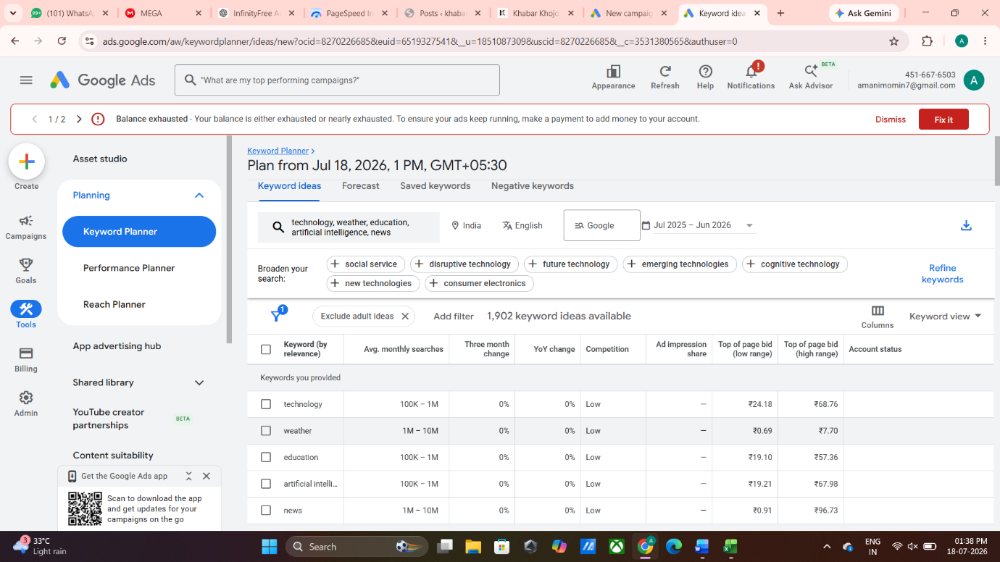 (101) WhatsA
MEGA
InfinityFree A
PageSpeed In
Posts ‹ khaba
Khabar Khojo
New campaig
Keyword idea
Ask Gemini
ads.google.com/aw/keywordplanner/ideas/new?ocid=8270226685&euid=6519327541&__u=1851087309&uscid=8270226685&__c=3531380565&authuser=0
A
Google Ads
"What are my top performing campaigns?"
Appearance
Refresh
Help
Notifications
BETA
Ask Advisor
451-667-6503
amanimomin7@gmail.com
A
1 / 2
Balance exhausted - Your balance is either exhausted or nearly exhausted. To ensure your ads keep running, make a payment to add money to your account.
Dismiss
Fix it
Create
Campaigns
Goals
Tools
Billing
Admin
Asset studio
Planning
Keyword Planner
Performance Planner
Reach Planner
App advertising hub
Shared library
YouTube creator
partnerships
BETA
Content suitability
Get the Google Ads app
Scan to download the app
and get updates for your
campaigns on the go
Keyword Planner
Plan from Jul 18, 2026, 1 PM, GMT+05:30
Keyword ideas
Forecast
Saved keywords
Negative keywords
technology, weather, education,
artificial intelligence, news
India
English
Google
Jul 2025 – Jun 2026
Broaden your
search:
social service
disruptive technology
future technology
emerging technologies
cognitive technology
new technologies
consumer electronics
Refine
keywords
1
Exclude adult ideas
Add filter
1,902 keyword ideas available
Columns
Keyword view
Keyword (by
relevance)
Avg. monthly searches
Three month
change
YoY change
Competition
Ad impression
share
Top of page bid
(low range)
Top of page bid
(high range)
Account status
Keywords you provided
technology 100K – 1M 0% 0% Low — ₹24.18 ₹68.76
weather 1M – 10M 0% 0% Low — ₹0.69 ₹7.70
education 100K – 1M 0% 0% Low — ₹19.10 ₹57.36
artificial intelli... 100K – 1M 0% 0% Low — ₹19.21 ₹67.98
news 1M – 10M 0% 0% Low — ₹0.91 ₹96.73
3
33°C
Light rain
Search
ENG
IN
01:38 PM
18-07-2026